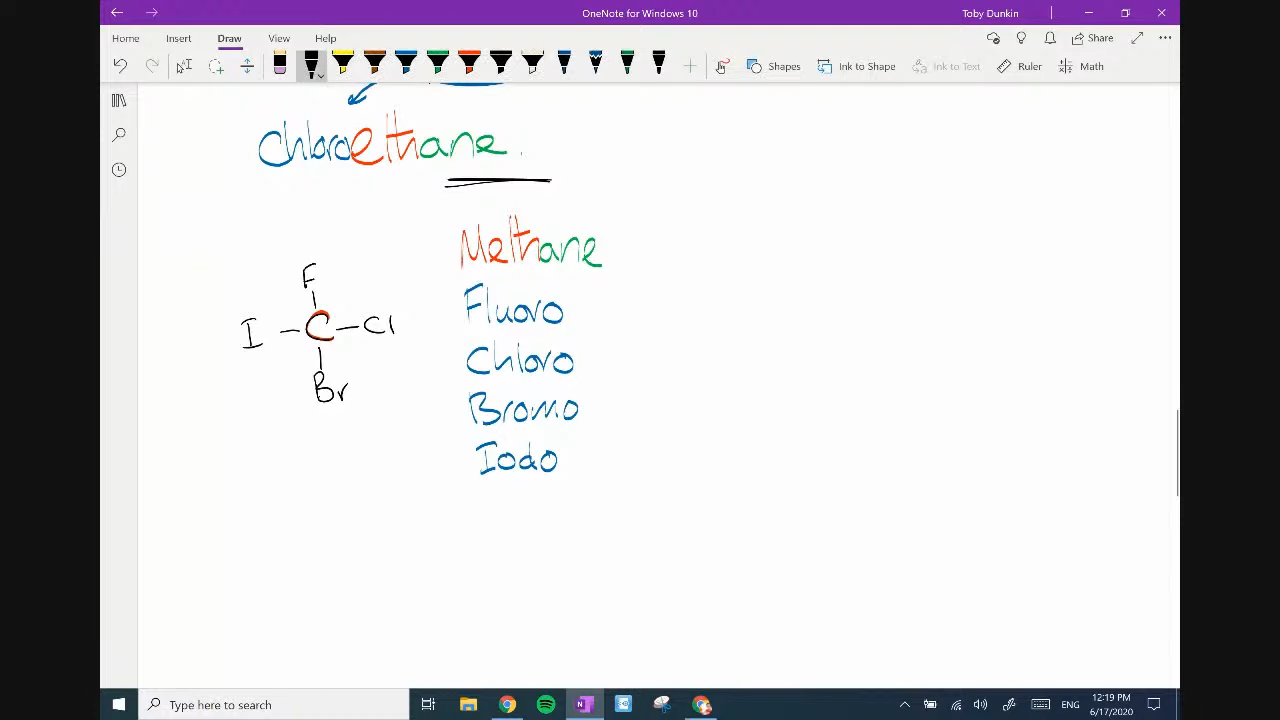 OneNote for Windows 10
Toby Dunkin
Home Insert Draw View Help
Share
Shapes Ink to Shape Ink to Text Ruler Math
Chloroethane.
Methane
Fluoro
Chloro
Bromo
Iodo
F
I - C - Cl
Br
Type here to search
ENG
12:19 PM
6/17/2020